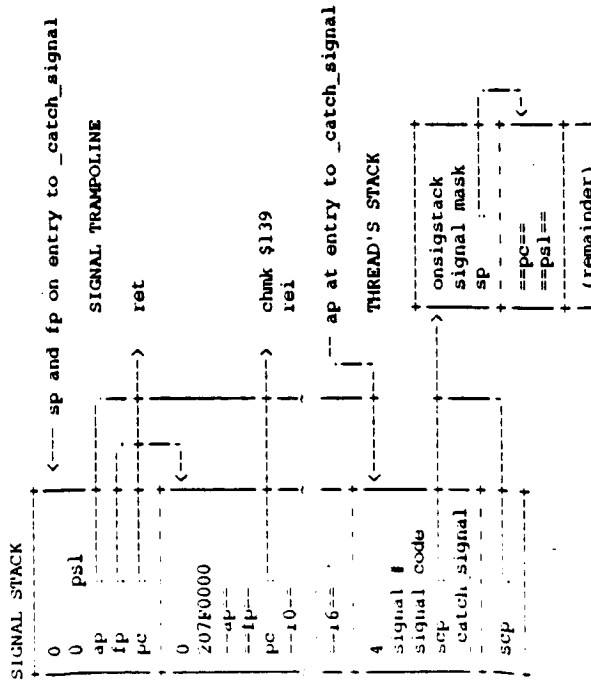 SIGNAL STACK
0
0 psl
ap
fp
pc
0
207F0000
--ap--
==fp==
pc
--r0--
--r6--
4
signal #
signal code
scp
catch_signal
scp
<--- sp and fp on entry to _catch_signal
SIGNAL TRAMPOLINE
ret
chmk $139
rei
--- ap at entry to _catch_signal
THREAD'S STACK
onsigstack
signal mask
sp
==pc==
==psl==
(remainder)